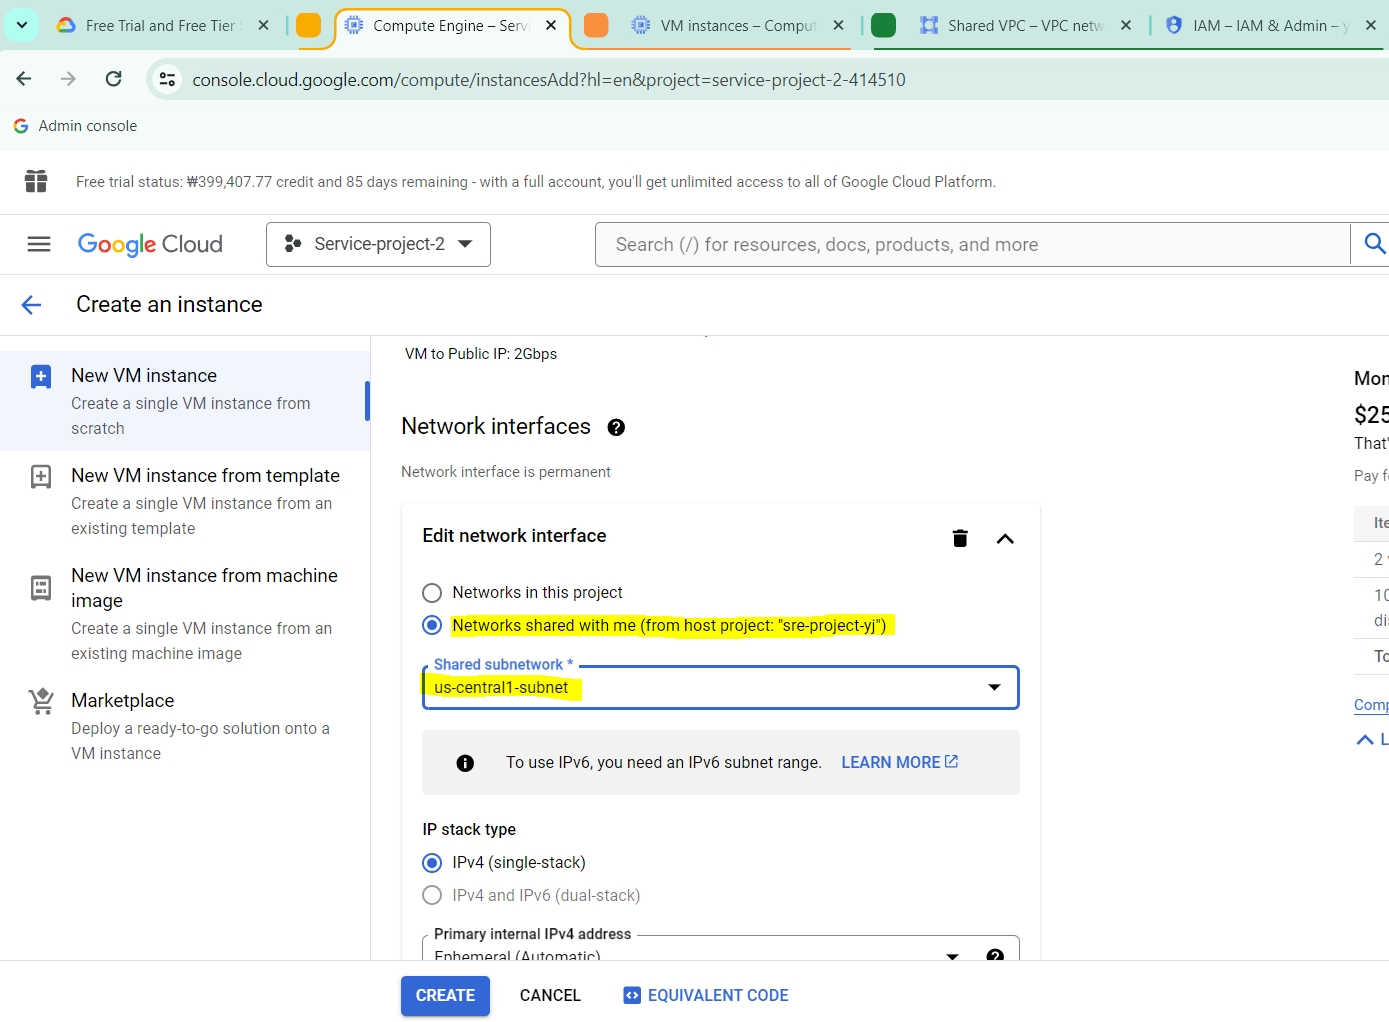 Free Trial and Free Tier
Compute Engine – Serv
VM instances – Comput
Shared VPC – VPC netw
IAM – IAM & Admin – y
console.cloud.google.com/compute/instancesAdd?hl=en&project=service-project-2-414510
Admin console
Free trial status: ₩399,407.77 credit and 85 days remaining - with a full account, you'll get unlimited access to all of Google Cloud Platform.
Google Cloud
Service-project-2
Search (/) for resources, docs, products, and more
Create an instance
New VM instance
Create a single VM instance from
scratch
New VM instance from template
Create a single VM instance from an
existing template
New VM instance from machine
image
Create a single VM instance from an
existing machine image
Marketplace
Deploy a ready-to-go solution onto a
VM instance
VM to Public IP: 2Gbps
Network interfaces
Network interface is permanent
Edit network interface
Networks in this project
Networks shared with me (from host project: "sre-project-yj")
Shared subnetwork *
us-central1-subnet
To use IPv6, you need an IPv6 subnet range. LEARN MORE
IP stack type
IPv4 (single-stack)
IPv4 and IPv6 (dual-stack)
Primary internal IPv4 address
Ephemeral (Automatic)
CREATE
CANCEL
EQUIVALENT CODE
Mon
$25
That'
Pay f
Ite
2
10
di
To
Comp
L